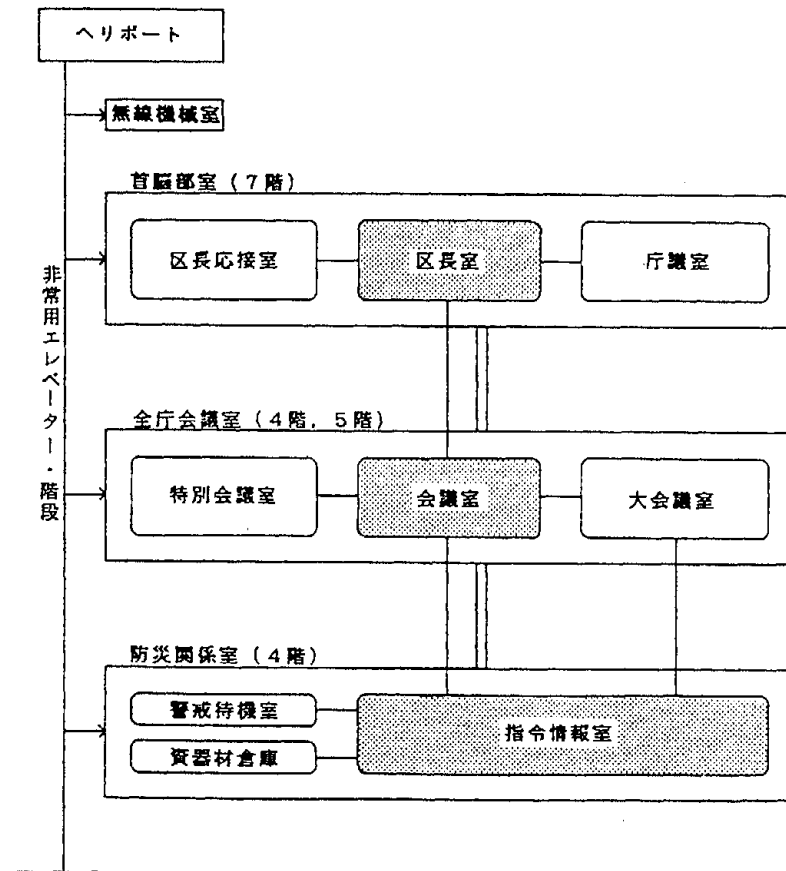 ヘリポート
無線機械室
首脳部室（7階）
区長応接室
区長室
庁議室
非常用エレベーター・階段
全庁会議室（4階，5階）
特別会議室
会議室
大会議室
防災関係室（4階）
警戒待機室
指令情報室
資器材倉庫